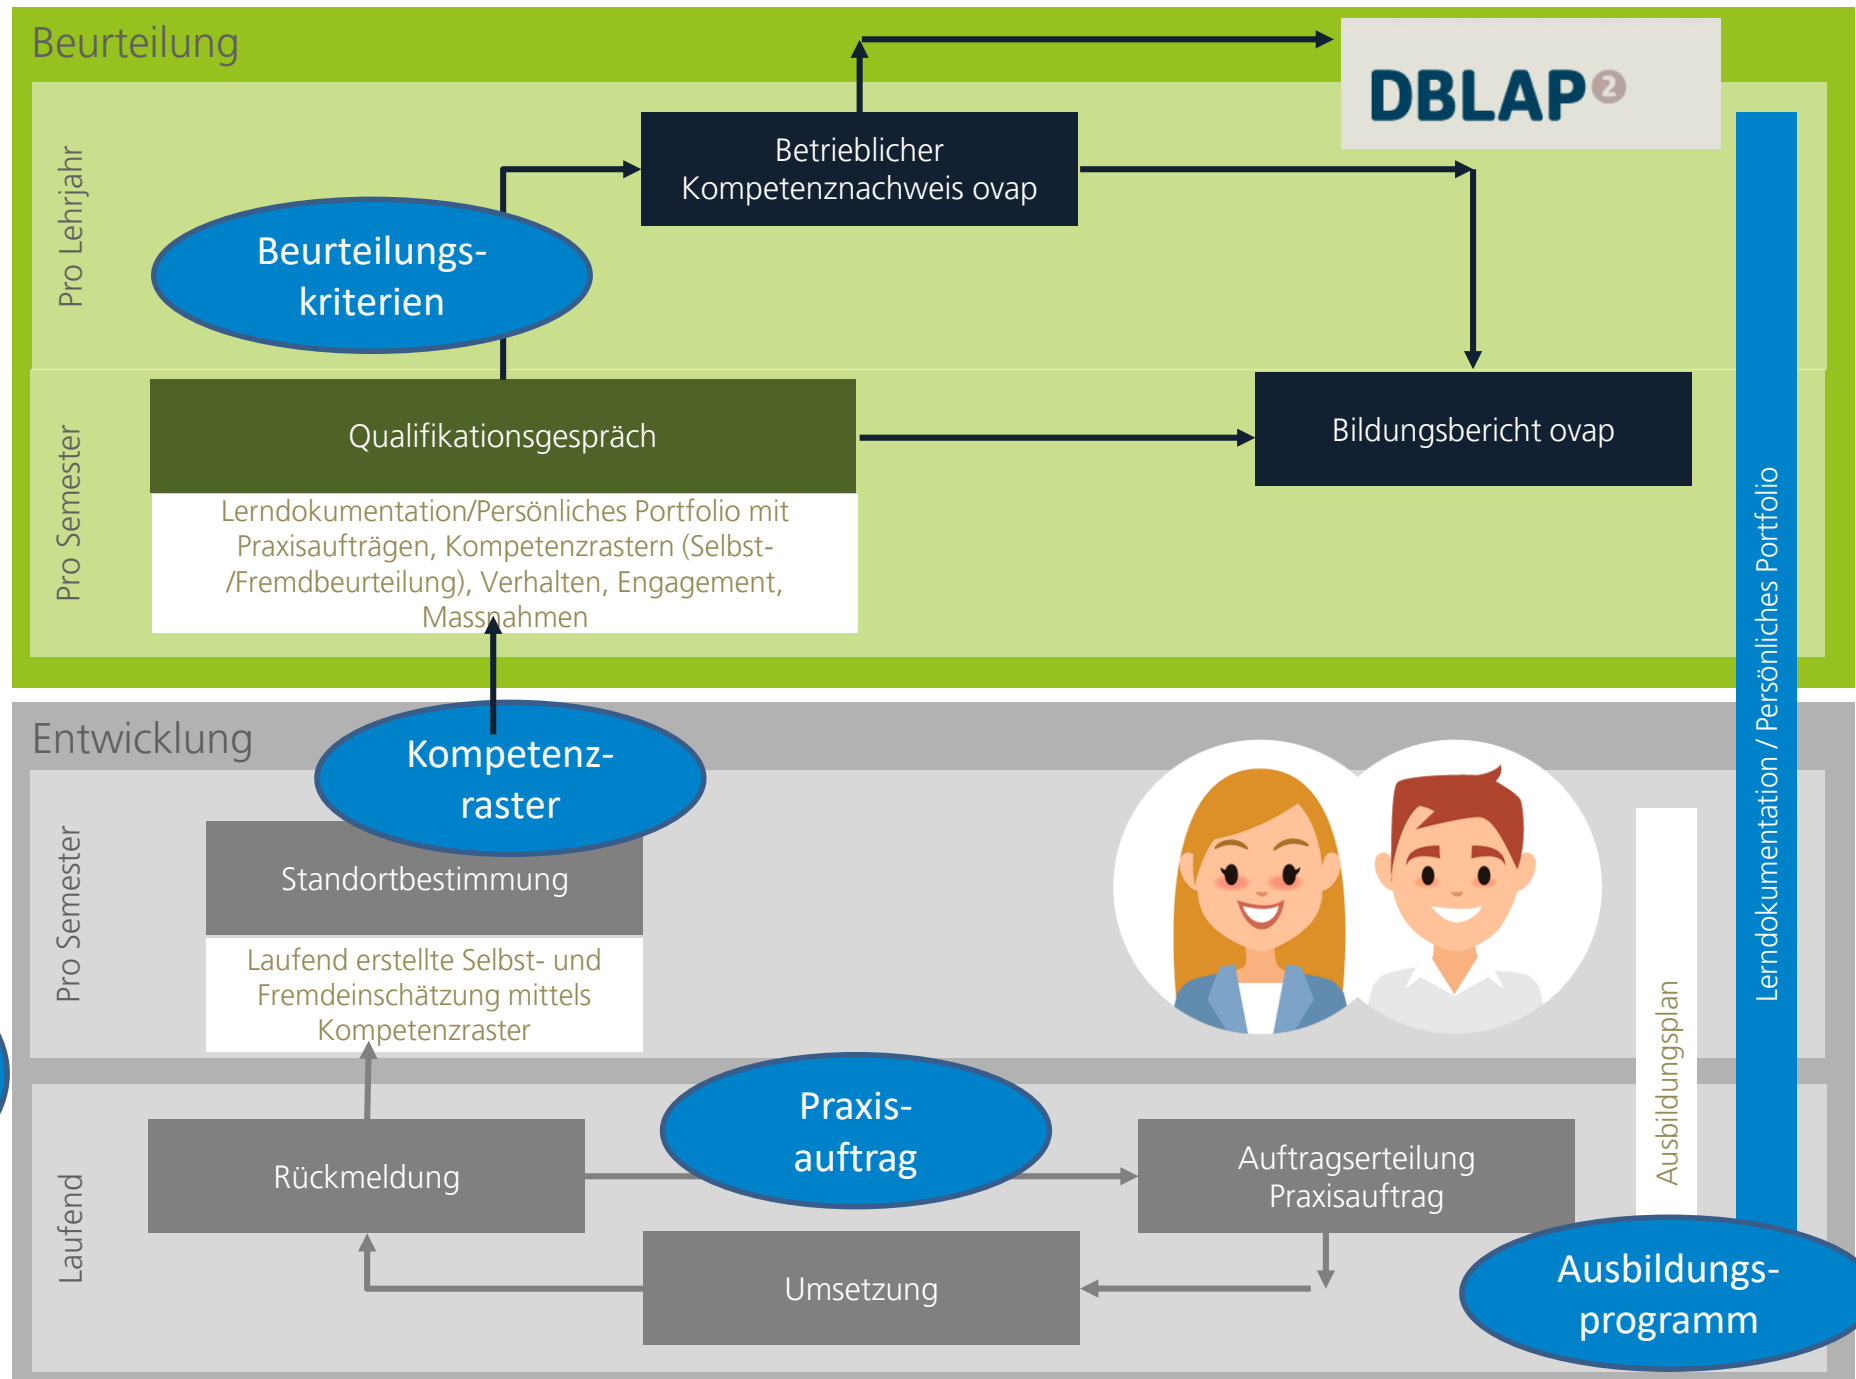 Beurteilung
DBLAP2
Pro Lehrjahr
Betrieblicher
Kompetenznachweis ovap
Beurteilungs-
kriterien
Pro Semester
Qualifikationsgespräch
Bildungsbericht ovap
Lerndokumentation/Persönliches Portfolio mit
Praxisaufträgen, Kompetenzrastern (Selbst-
/Fremdbeurteilung), Verhalten, Engagement,
Massnahmen
Lerndokumentation / Persönliches Portfolio
Entwicklung
Kompetenz-
raster
Pro Semester
Standortbestimmung
Laufend erstellte Selbst- und
Fremdeinschätzung mittels
Kompetenzraster
Ausbildungsplan
Laufend
Praxis-
auftrag
Rückmeldung
Auftragserteilung
Praxisauftrag
Umsetzung
Ausbildungs-
programm